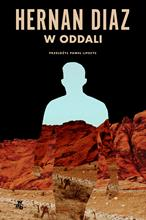 HERNAN DIAZ
W ODDALI
PRZEŁOŻYŁ PAWEŁ LIPSZYC